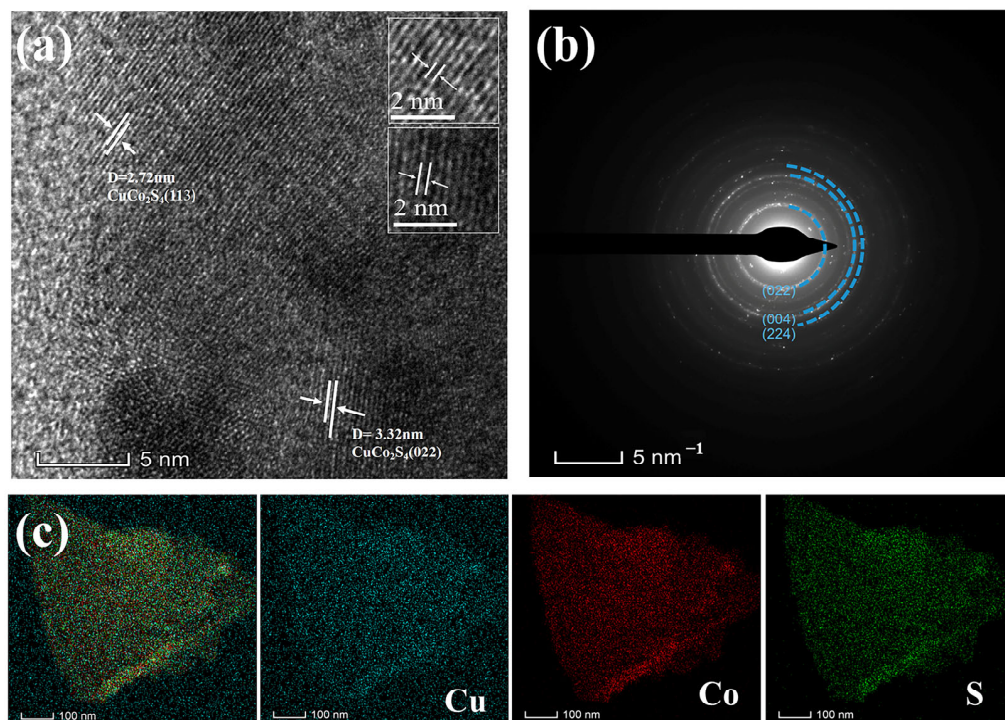 (a)
2 nm
2 nm
D=2.72nm
CuCo₂S₄(113)
D= 3.32nm
CuCo₂S₄(022)
5 nm
(b)
(022)
(004)
(224)
5 nm⁻¹
(c)
100 nm
100 nm
Cu
100 nm
Co
100 nm
S